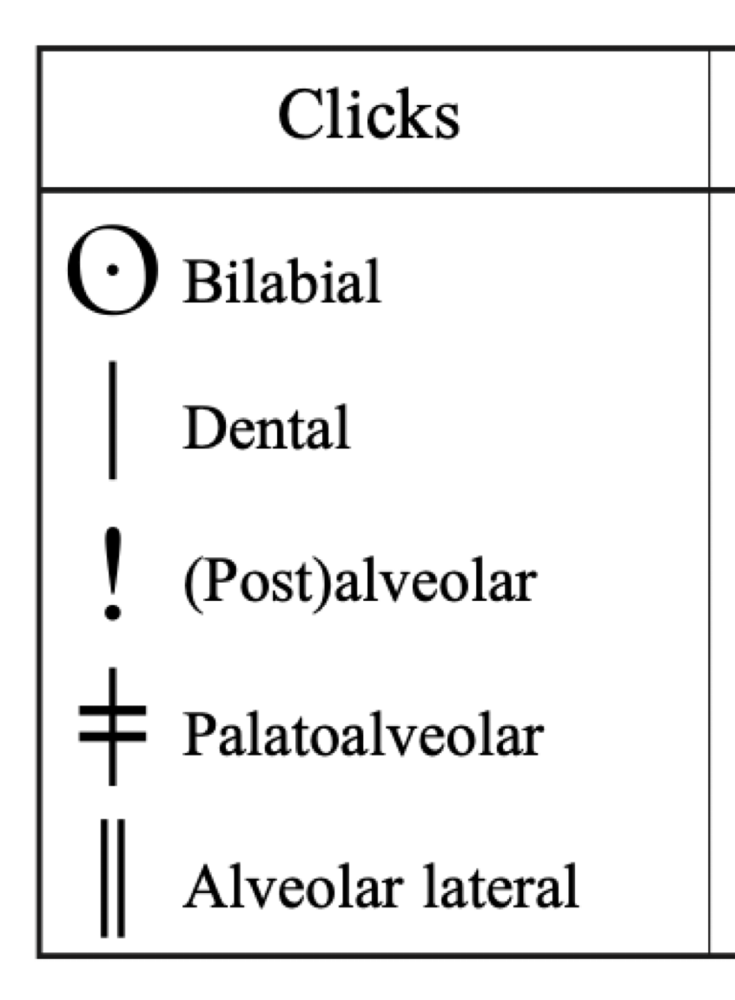 Clicks
ʘ Bilabial
ǀ Dental
ǃ (Post)alveolar
ǂ Palatoalveolar
ǁ Alveolar lateral